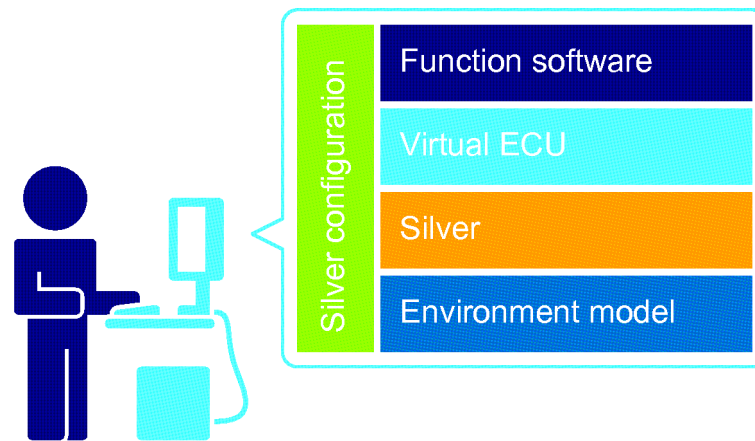 Silver configuration
Function software
Virtual ECU
Silver
Environment model